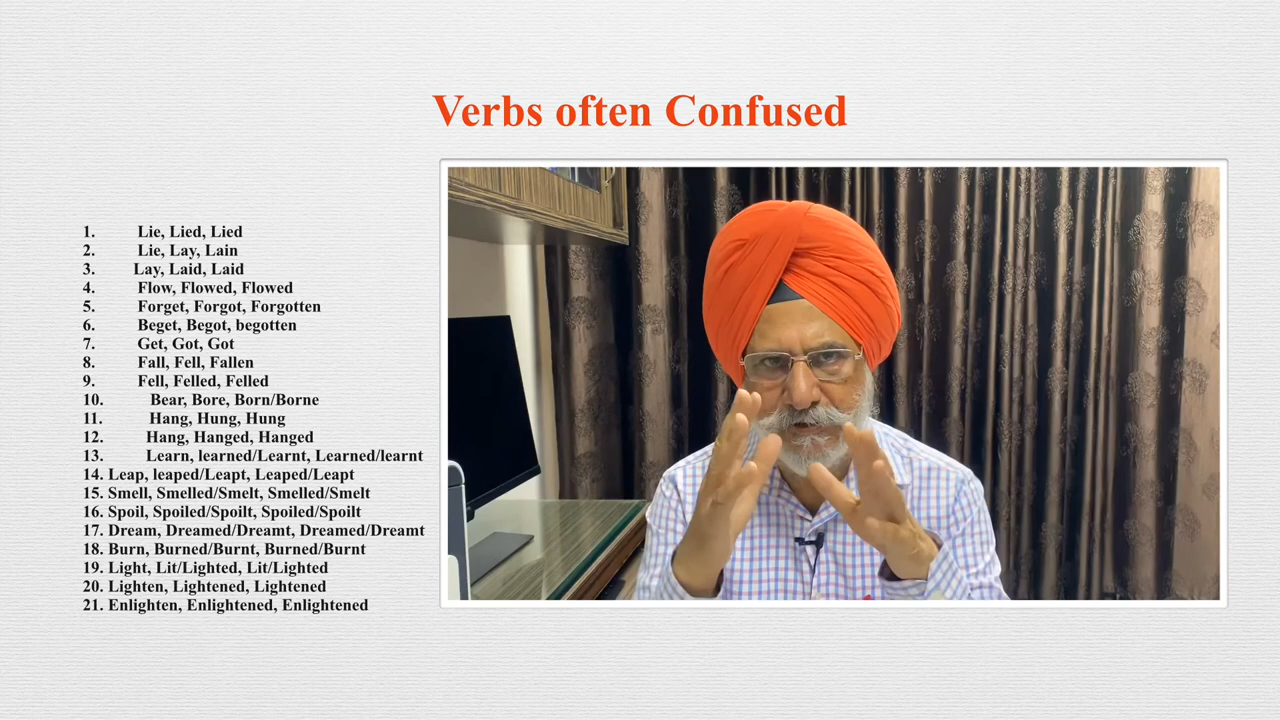 Verbs often Confused
1. Lie, Lied, Lied
2. Lie, Lay, Lain
3. Lay, Laid, Laid
4. Flow, Flowed, Flowed
5. Forget, Forgot, Forgotten
6. Beget, Begot, begotten
7. Get, Got, Got
8. Fall, Fell, Fallen
9. Fell, Felled, Felled
10. Bear, Bore, Born/Borne
11. Hang, Hung, Hung
12. Hang, Hanged, Hanged
13. Learn, learned/Learnt, Learned/learnt
14. Leap, leaped/Leapt, Leaped/Leapt
15. Smell, Smelled/Smelt, Smelled/Smelt
16. Spoil, Spoiled/Spoilt, Spoiled/Spoilt
17. Dream, Dreamed/Dreamt, Dreamed/Dreamt
18. Burn, Burned/Burnt, Burned/Burnt
19. Light, Lit/Lighted, Lit/Lighted
20. Lighten, Lightened, Lightened
21. Enlighten, Enlightened, Enlightened